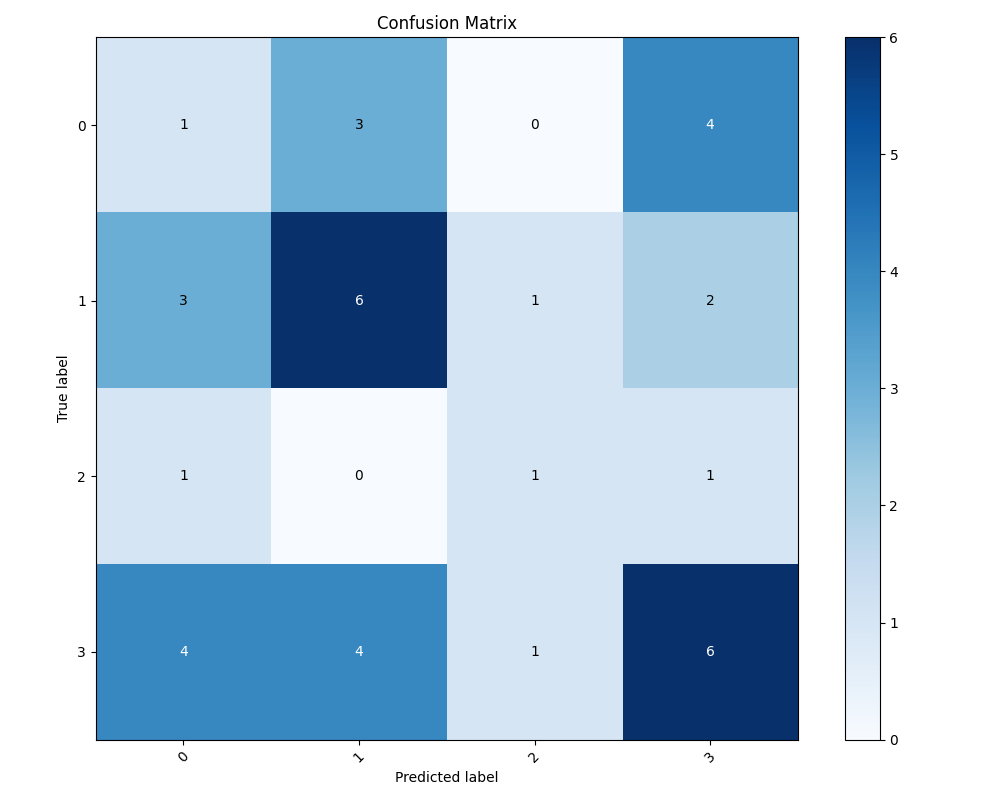 Confusion Matrix
0 1 3 0 4
1 3 6 1 2
2 1 0 1 1
3 4 4 1 6
0 1 2 3
True label
Predicted label
6
5
4
3
2
1
0